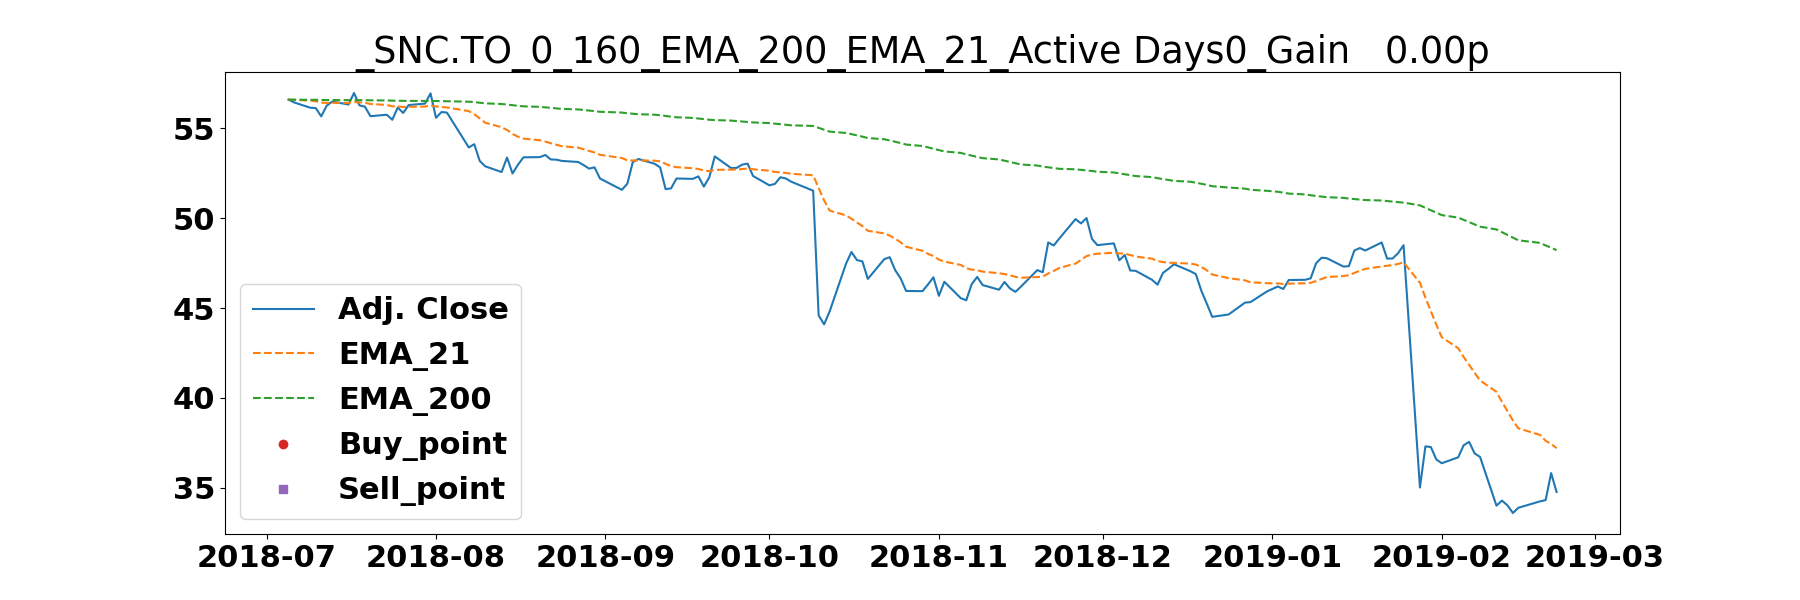 _SNC.TO_0_160_EMA_200_EMA_21_Active Days0_Gain   0.00p
55
50
45
40
35
Adj. Close
EMA_21
EMA_200
Buy_point
Sell_point
2018-07 2018-08 2018-09 2018-10 2018-11 2018-12 2019-01 2019-02 2019-03